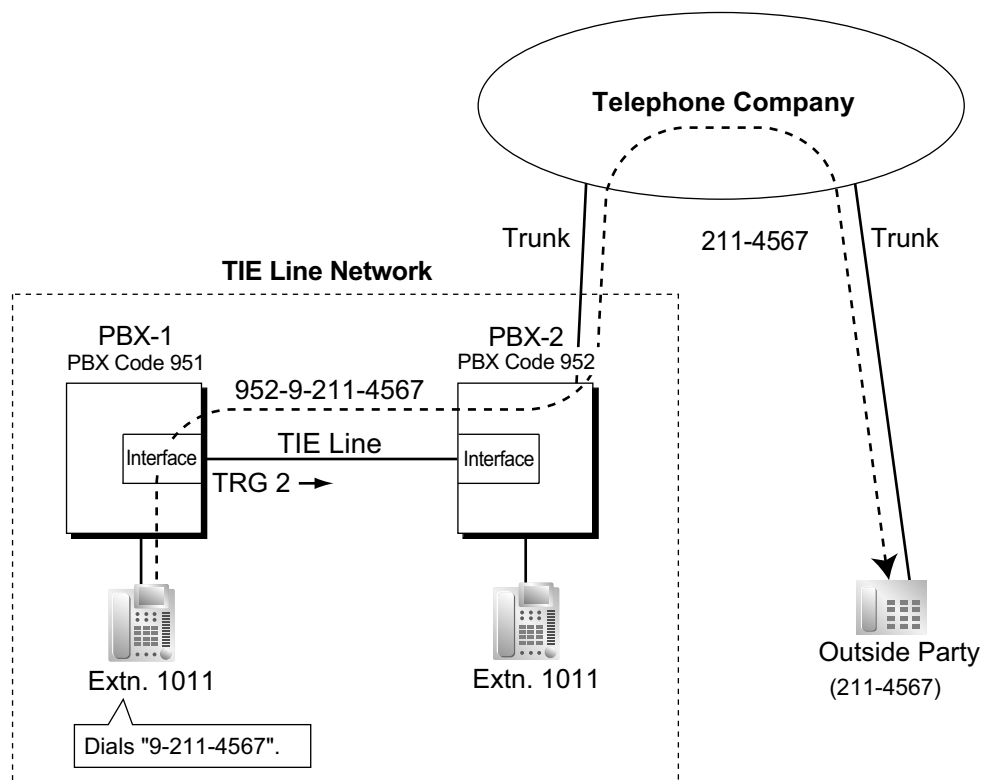 Telephone Company
Trunk
211-4567
Trunk
TIE Line Network
PBX-1
PBX Code 951
PBX-2
PBX Code 952
952-9-211-4567
Interface
TIE Line
Interface
TRG 2
Extn. 1011
Extn. 1011
Outside Party
(211-4567)
Dials "9-211-4567".